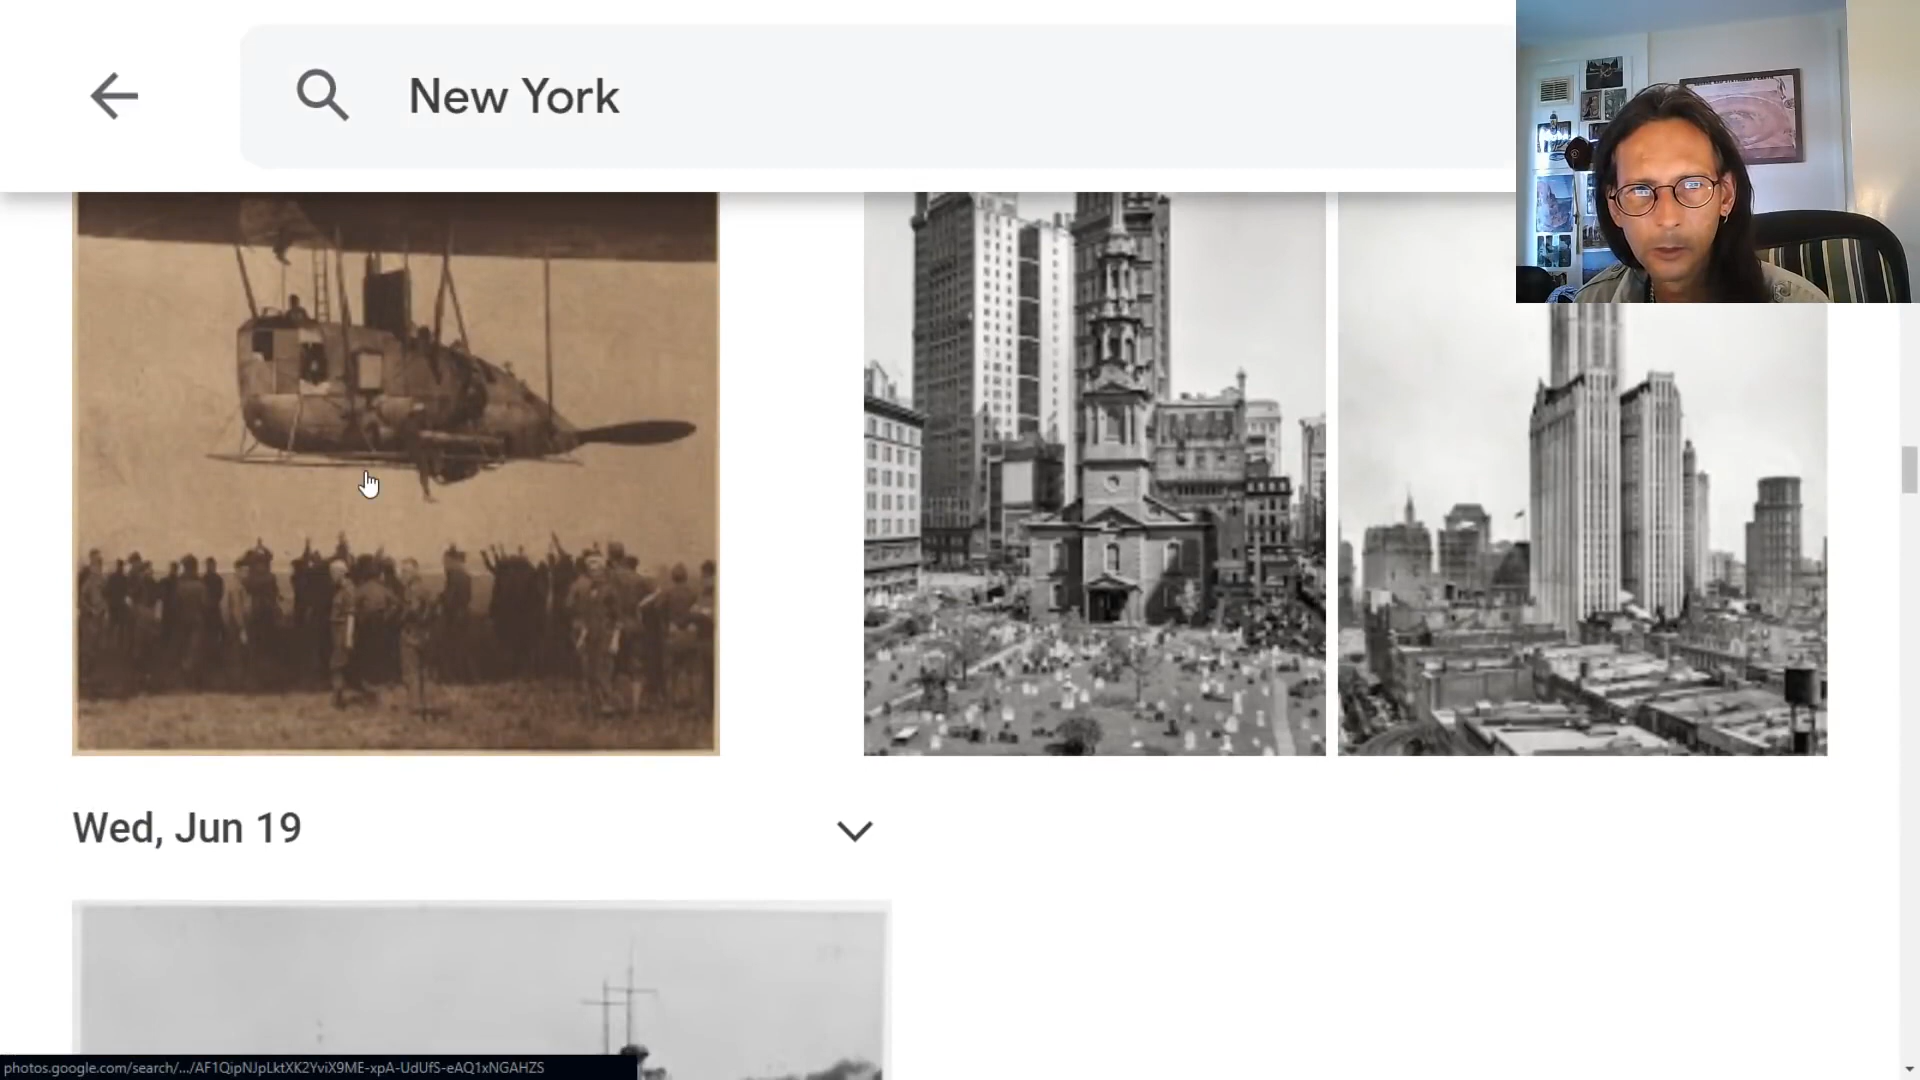 New York
Wed, Jun 19
photos.google.com/search/.../AF1QipNJpLktXK2YviX9ME-xpA-UdUfS-eAQ1xNGAHZS